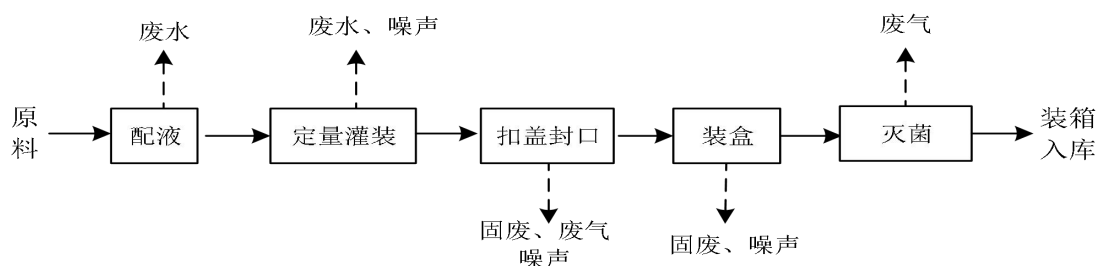 废水
废水、噪声
废气
原
料
配液
定量灌装
扣盖封口
装盒
灭菌
装箱
入库
固废、废气
噪声
固废、噪声